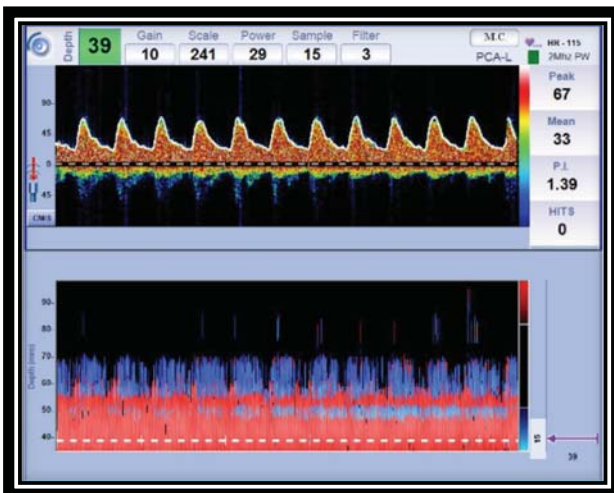 Depth 39 Gain 10 Scale 241 Power 29 Sample 15 Filter 3
M.C.
PCA-L
HR - 115
2Mhz PW
Peak
67
Mean
33
P.I.
1.39
HITS
0
90
45
0
45
cm/s
Depth (mm)
90
80
70
60
50
40
15
39